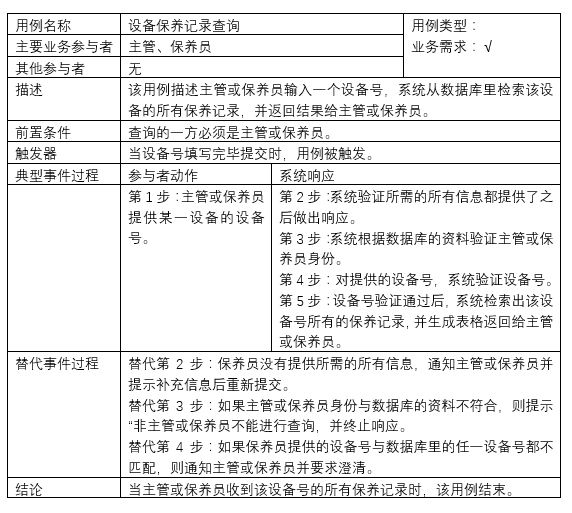 用例名称 设备保养记录查询 用例类型：
主要业务参与者 主管、保养员 业务需求：√
其他参与者 无
描述 该用例描述主管或保养员输入一个设备号，系统从数据库里检索该设
备的所有保养记录，并返回结果给主管或保养员。
前置条件 查询的一方必须是主管或保养员。
触发器 当设备号填写完毕提交时，用例被触发。
典型事件过程 参与者动作 系统响应
第1步：主管或保养员
提供某一设备的设备
号。
第2步：系统验证所需的所有信息都提供了之
后做出响应。
第3步：系统根据数据库的资料验证主管或保
养员身份。
第4步：对提供的设备号，系统验证设备号。
第5步：设备号验证通过后，系统检索出该设
备号所有的保养记录，并生成表格返回给主管
或保养员。
替代事件过程 替代第 2 步：保养员没有提供所需的所有信息，通知主管或保养员并
提示补充信息后重新提交。
替代第 3 步：如果主管或保养员身份与数据库的资料不符合，则提示
“非主管或保养员不能进行查询，并终止响应。
替代第 4 步：如果保养员提供的设备号与数据库里的任一设备号都不
匹配，则通知主管或保养员并要求澄清。
结论 当主管或保养员收到该设备号的所有保养记录时，该用例结束。